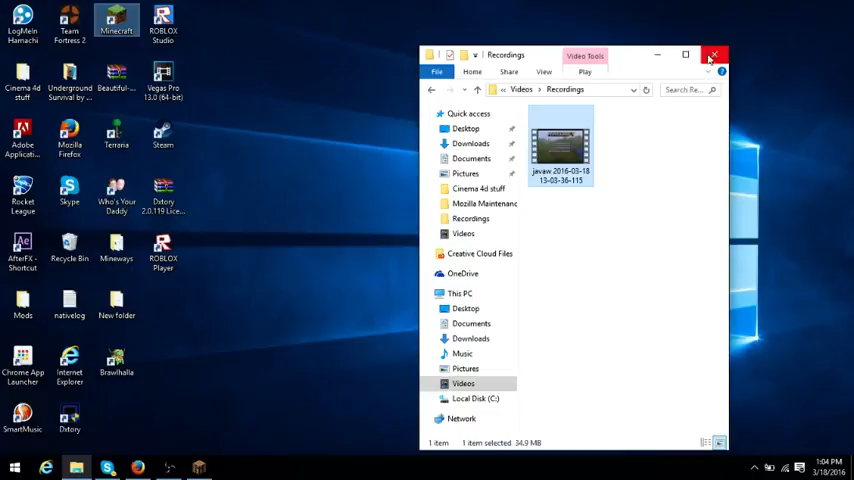 LogMeIn
Hamachi
Team
Fortress 2
Minecraft
ROBLOX
Studio
Cinema 4d
stuff
Underground
Survival by ...
Beautiful-...
Vegas Pro
13.0 (64-bit)
Adobe
Applicati...
Mozilla
Firefox
Terraria
Steam
Rocket
League
Skype
Who's Your
Daddy
Dxtory
2.0.119 Lice...
AfterFX -
Shortcut
Recycle Bin
Mineways
ROBLOX
Player
Mods
nativelog
New folder
Chrome App
Launcher
Internet
Explorer
Brawlhalla
SmartMusic
Dxtory
Recordings
Video Tools
File
Home
Share
View
Play
« Videos > Recordings
Search Re...
Quick access
Desktop
Downloads
Documents
Pictures
Cinema 4d stuff
Mozilla Maintenanc
Recordings
Videos
Creative Cloud Files
OneDrive
This PC
Desktop
Documents
Downloads
Music
Pictures
Videos
Local Disk (C:)
Network
javaw 2016-03-18
13-03-36-115
1 item
1 item selected 34.9 MB
1:04 PM
3/18/2016